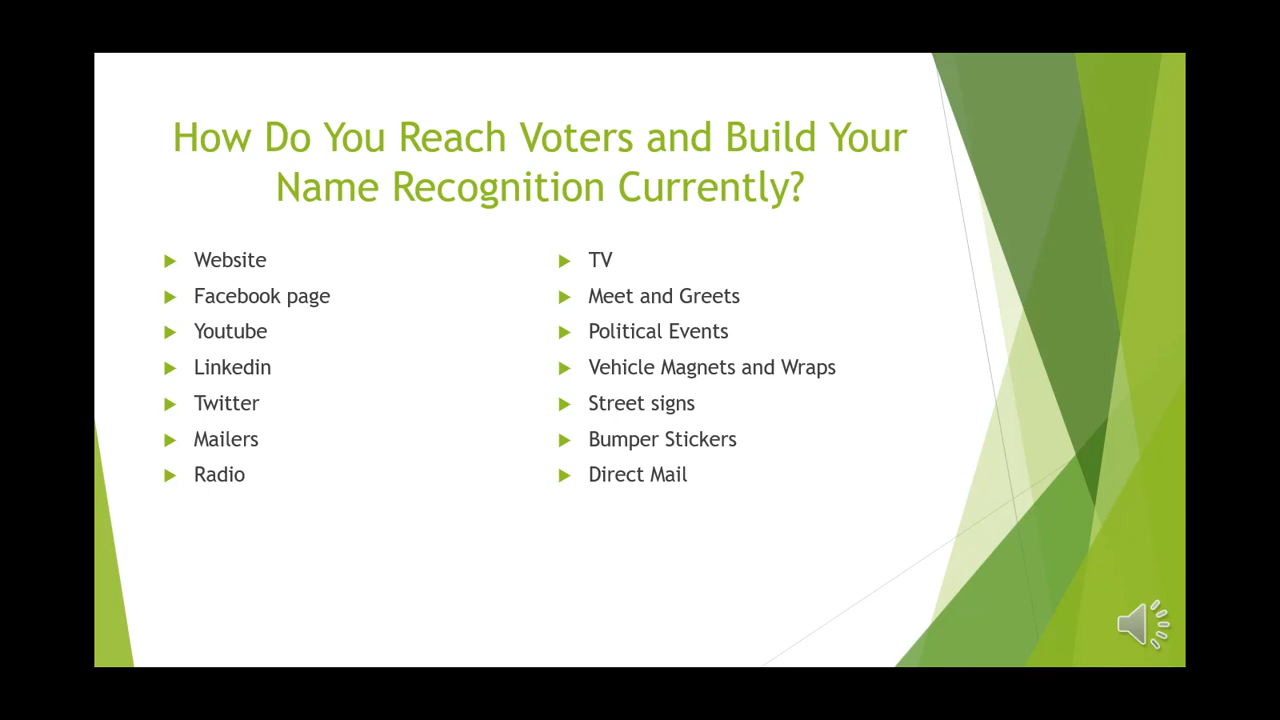 How Do You Reach Voters and Build Your
Name Recognition Currently?
Website
Facebook page
Youtube
Linkedin
Twitter
Mailers
Radio
TV
Meet and Greets
Political Events
Vehicle Magnets and Wraps
Street signs
Bumper Stickers
Direct Mail